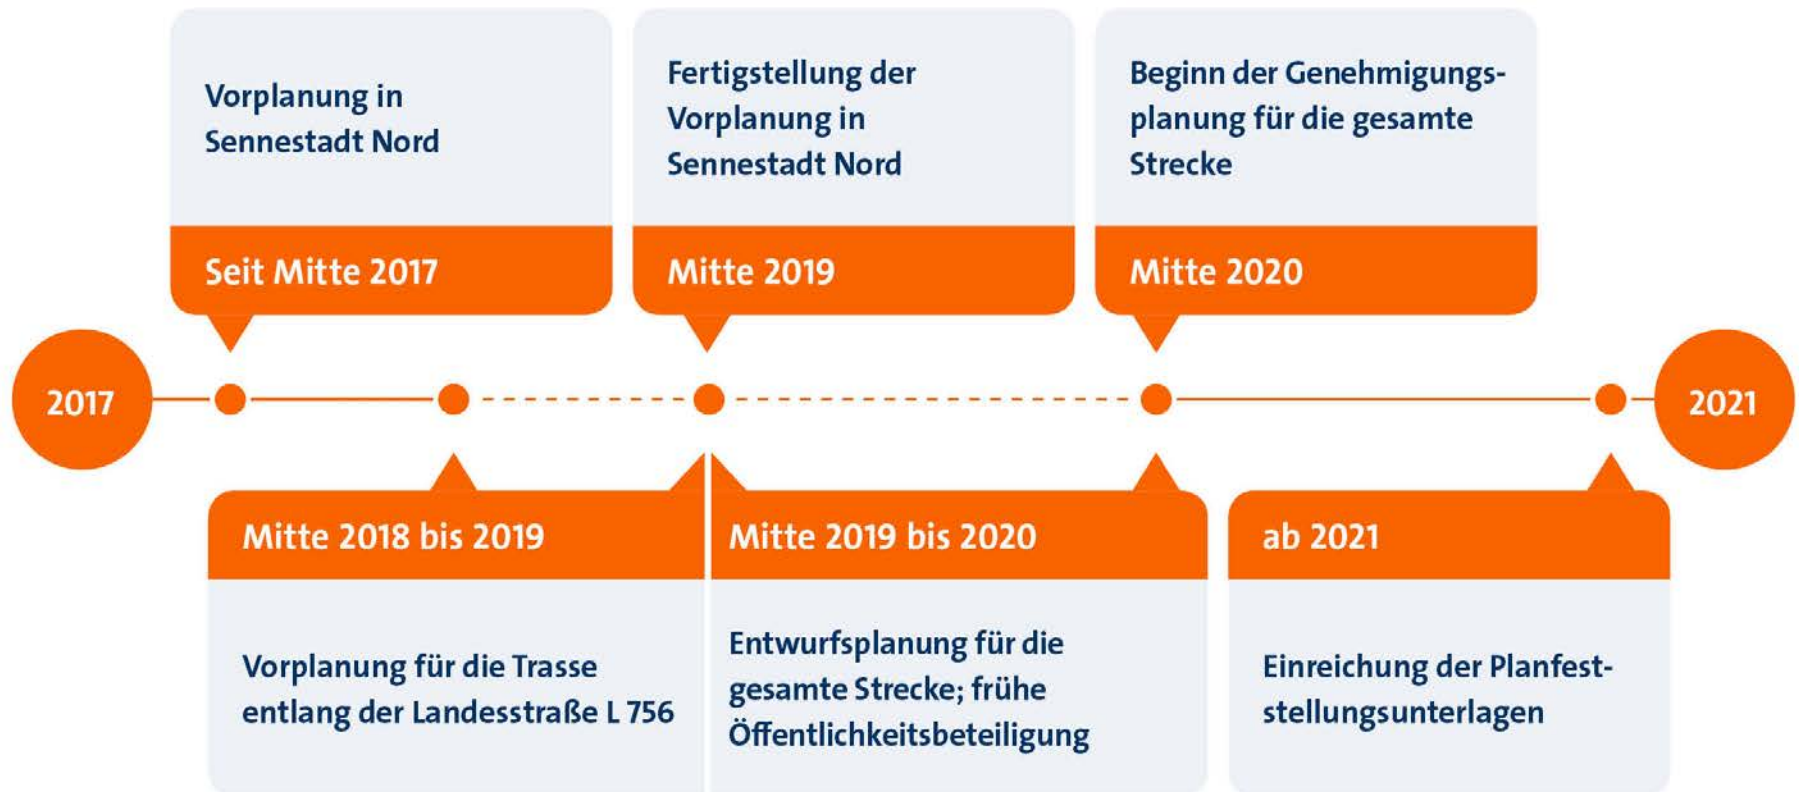 Vorplanung in
Sennestadt Nord
Seit Mitte 2017
Fertigstellung der
Vorplanung in
Sennestadt Nord
Mitte 2019
Beginn der Genehmigungs-
planung für die gesamte
Strecke
Mitte 2020
2017
2021
Mitte 2018 bis 2019
Vorplanung für die Trasse
entlang der Landesstraße L 756
Mitte 2019 bis 2020
Entwurfsplanung für die
gesamte Strecke; frühe
Öffentlichkeitsbeteiligung
ab 2021
Einreichung der Planfest-
stellungsunterlagen